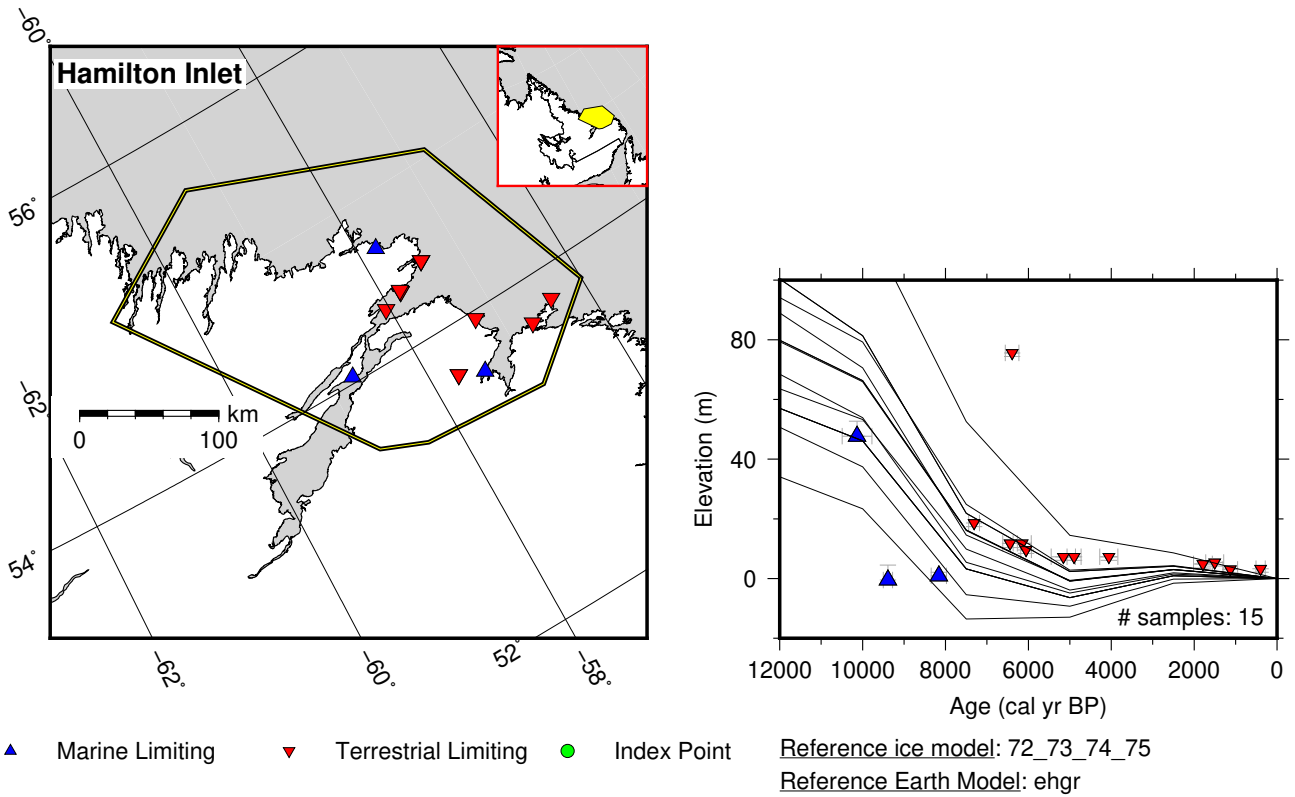 Hamilton Inlet
−60˚
56˚
−62˚
54˚
−62˚
−60˚
52˚
−58˚
km
0 100
80
40
0
Elevation (m)
# samples: 15
12000 10000 8000 6000 4000 2000 0
Age (cal yr BP)
Marine Limiting Terrestrial Limiting Index Point
Reference ice model: 72_73_74_75
Reference Earth Model: ehgr